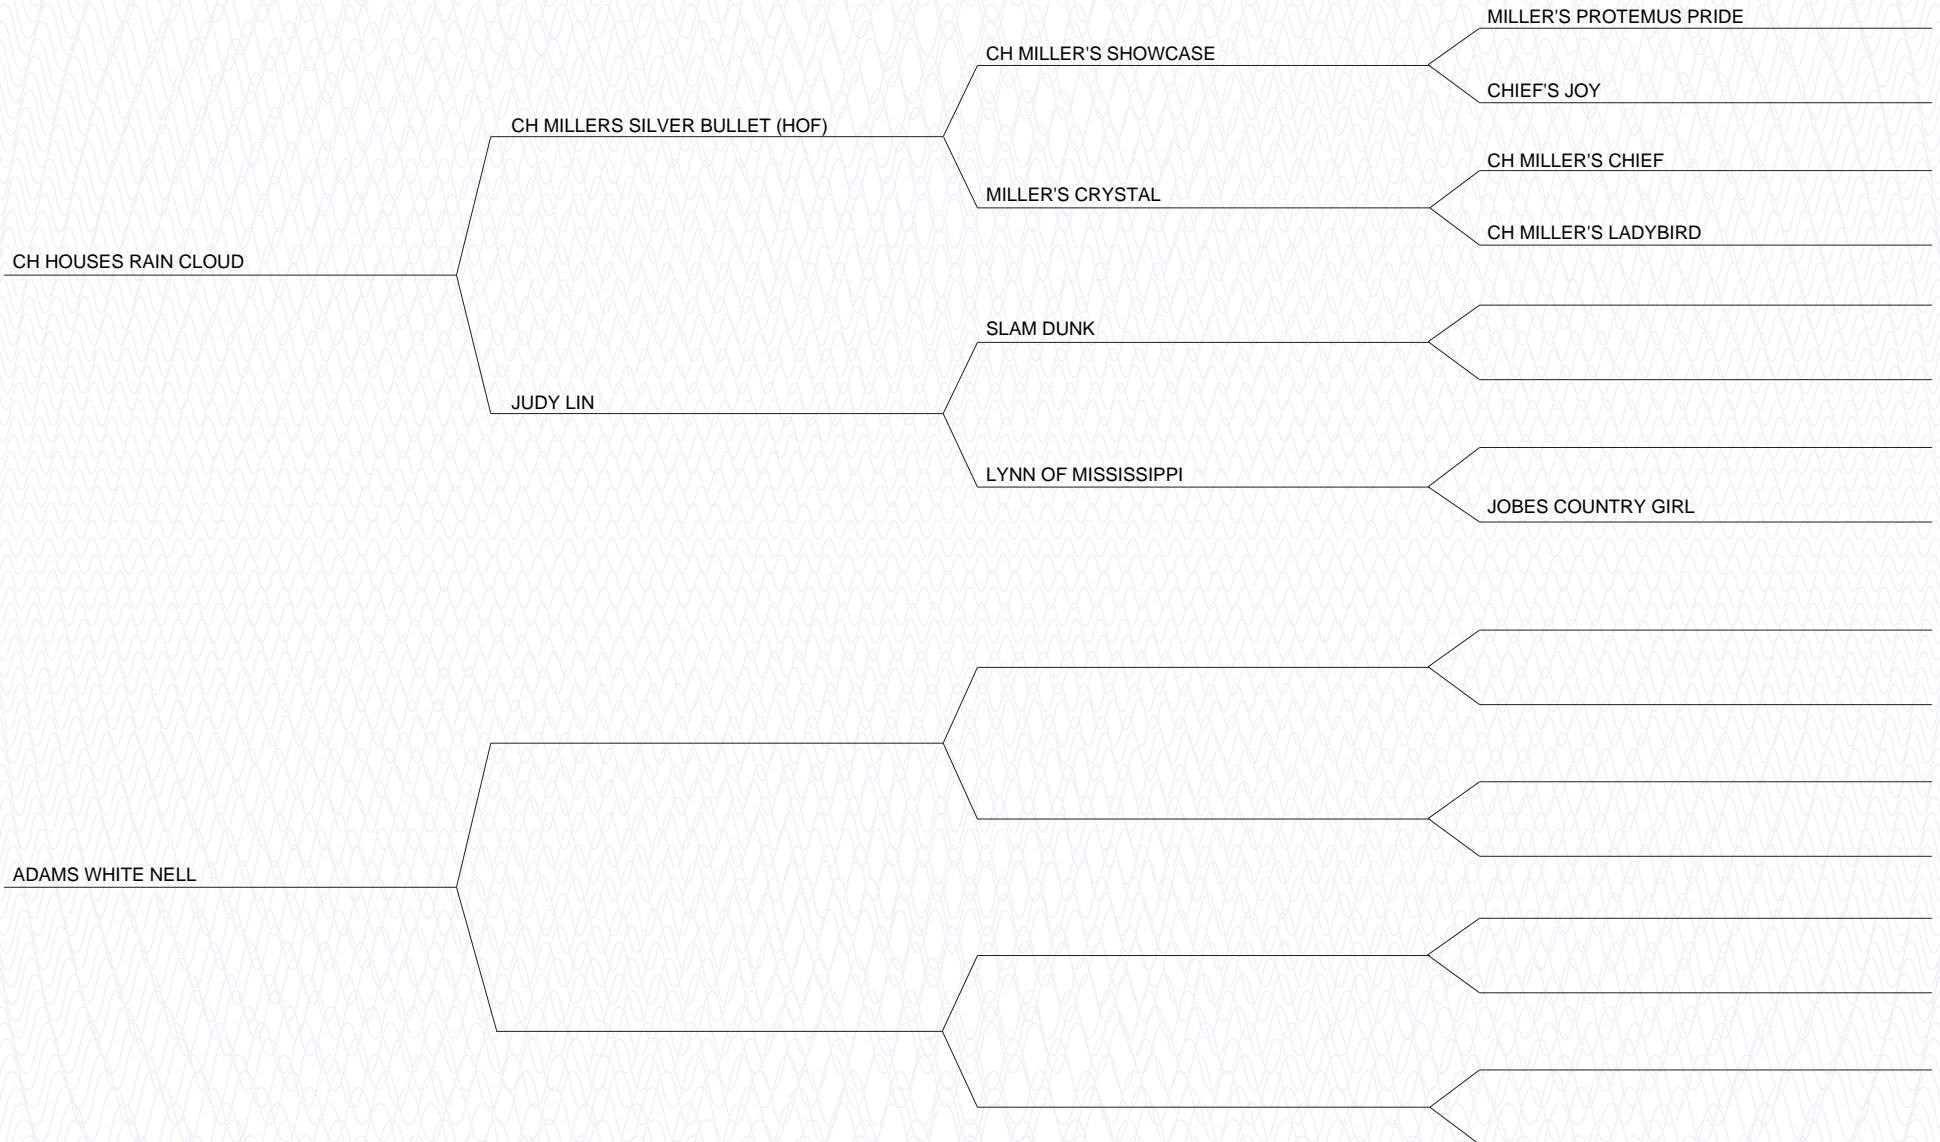 MILLER'S PROTEMUS PRIDE
CH MILLER'S SHOWCASE
CHIEF'S JOY
CH MILLERS SILVER BULLET (HOF)
CH MILLER'S CHIEF
MILLER'S CRYSTAL
CH MILLER'S LADYBIRD
CH HOUSES RAIN CLOUD
SLAM DUNK
JUDY LIN
LYNN OF MISSISSIPPI
JOBES COUNTRY GIRL
ADAMS WHITE NELL